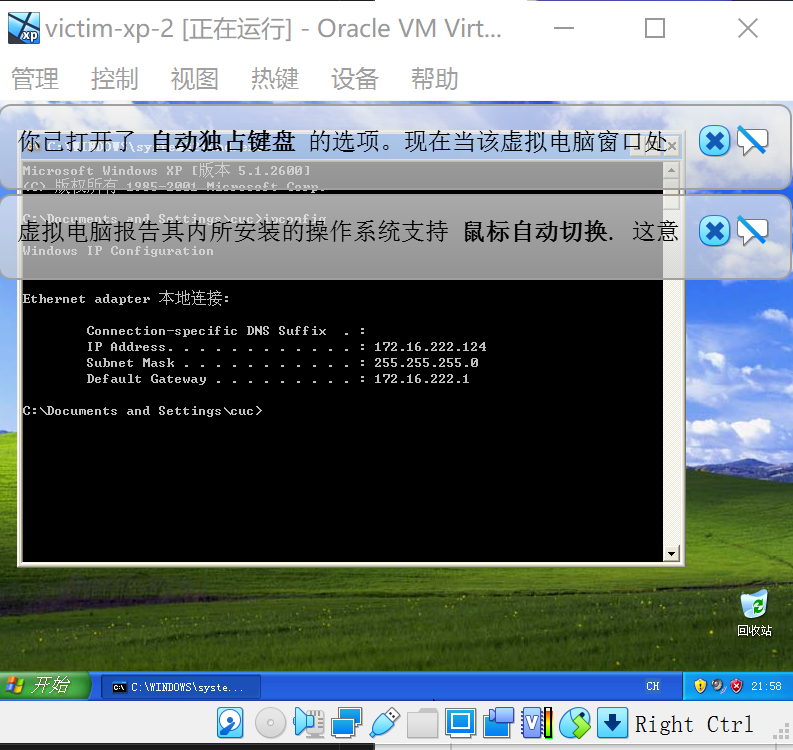 victim-xp-2 [正在运行] - Oracle VM Virt...
管理 控制 视图 热键 设备 帮助
你已打开了 自动独占键盘 的选项。现在当该虚拟电脑窗口处
C:\WINDOWS\sys
Microsoft Windows XP [版本 5.1.2600]
(C) 版权所有 1985-2001 Microsoft Corp.
C:\Documents and Settings\cuc>ipconfig
虚拟电脑报告其内所安装的操作系统支持 鼠标自动切换. 这意
Windows IP Configuration
Ethernet adapter 本地连接:
Connection-specific DNS Suffix . :
IP Address. . . . . . . . . . . . : 172.16.222.124
Subnet Mask . . . . . . . . . . . : 255.255.255.0
Default Gateway . . . . . . . . . : 172.16.222.1
C:\Documents and Settings\cuc>
回收站
开始 C:\WINDOWS\syste... CH 21:58
Right Ctrl